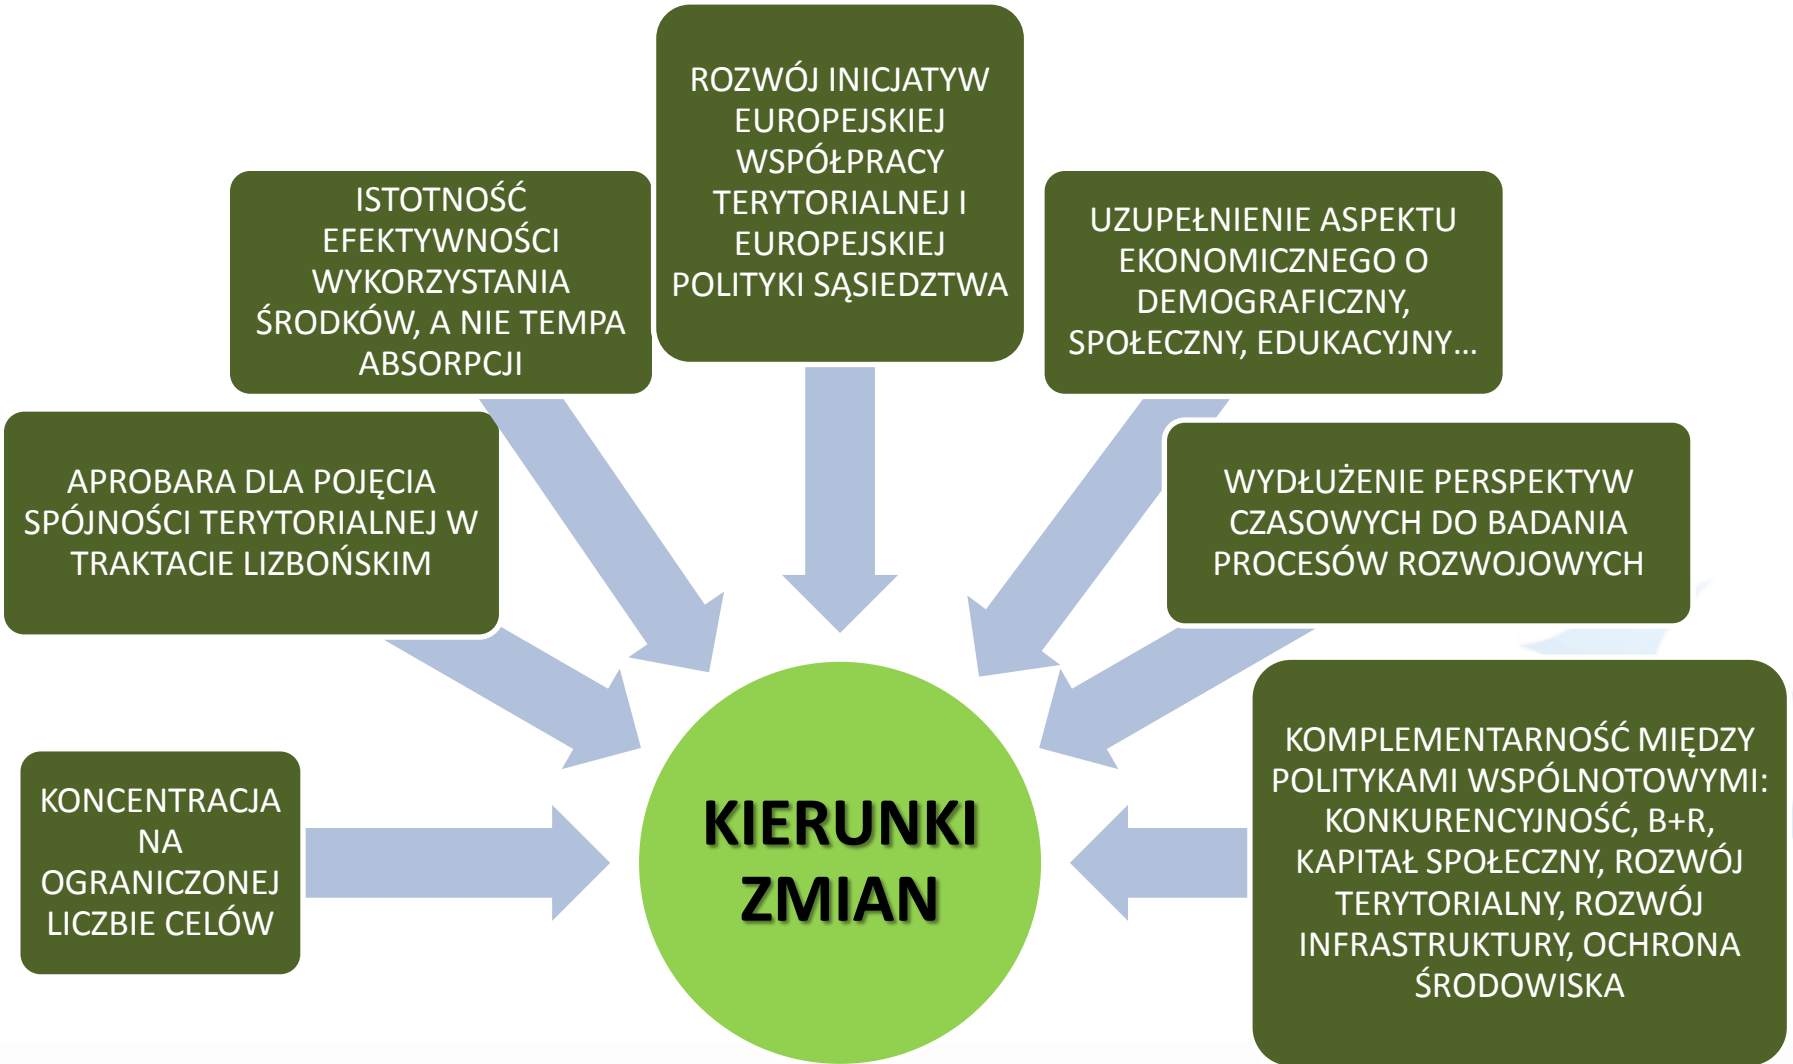 ROZWÓJ INICJATYW
EUROPEJSKIEJ
WSPÓŁPRACY
TERYTORIALNEJ I
EUROPEJSKIEJ
POLITYKI SĄSIEDZTWA
ISTOTNOŚĆ
EFEKTYWNOŚCI
WYKORZYSTANIA
ŚRODKÓW, A NIE TEMPA
ABSORPCJI
UZUPEŁNIENIE ASPEKTU
EKONOMICZNEGO O
DEMOGRAFICZNY,
SPOŁECZNY, EDUKACYJNY…
APROBARA DLA POJĘCIA
SPÓJNOŚCI TERYTORIALNEJ W
TRAKTACIE LIZBOŃSKIM
WYDŁUŻENIE PERSPEKTYW
CZASOWYCH DO BADANIA
PROCESÓW ROZWOJOWYCH
KONCENTRACJA
NA
OGRANICZONEJ
LICZBIE CELÓW
KIERUNKI
ZMIAN
KOMPLEMENTARNOŚĆ MIĘDZY
POLITYKAMI WSPÓLNOTOWYMI:
KONKURENCYJNOŚĆ, B+R,
KAPITAŁ SPOŁECZNY, ROZWÓJ
TERYTORIALNY, ROZWÓJ
INFRASTRUKTURY, OCHRONA
ŚRODOWISKA